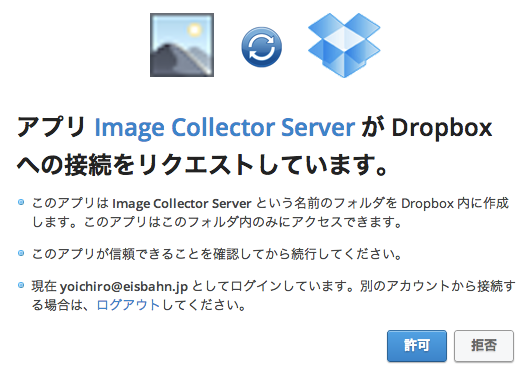 アプリ Image Collector Server が Dropbox
への接続をリクエストしています。
このアプリは Image Collector Server という名前のフォルダを Dropbox 内に作成
します。このアプリはこのフォルダ内のみにアクセスできます。
このアプリが信頼できることを確認してから続行してください。
現在 yoichiro@eisbahn.jp としてログインしています。別のアカウントから接続す
る場合は、ログアウトしてください。
許可 拒否